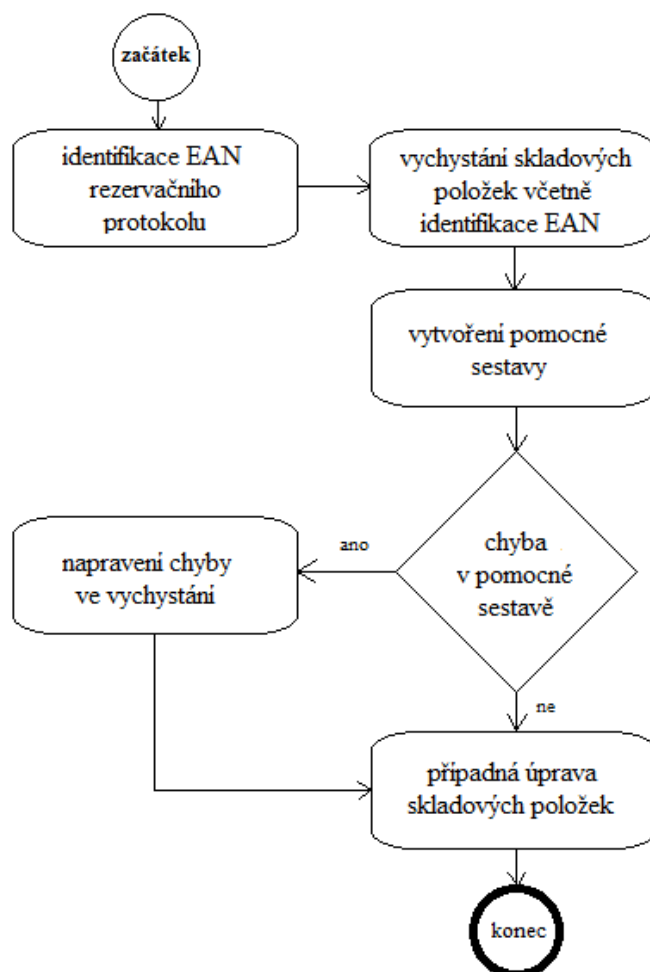 začátek
identifikace EAN
rezervačního
protokolu
vychystání skladových
položek včetně
identifikace EAN
vytvoření pomocné
sestavy
chyba
v pomocné
sestavě
ano
napravení chyby
ve vychystání
ne
případná úprava
skladových položek
konec